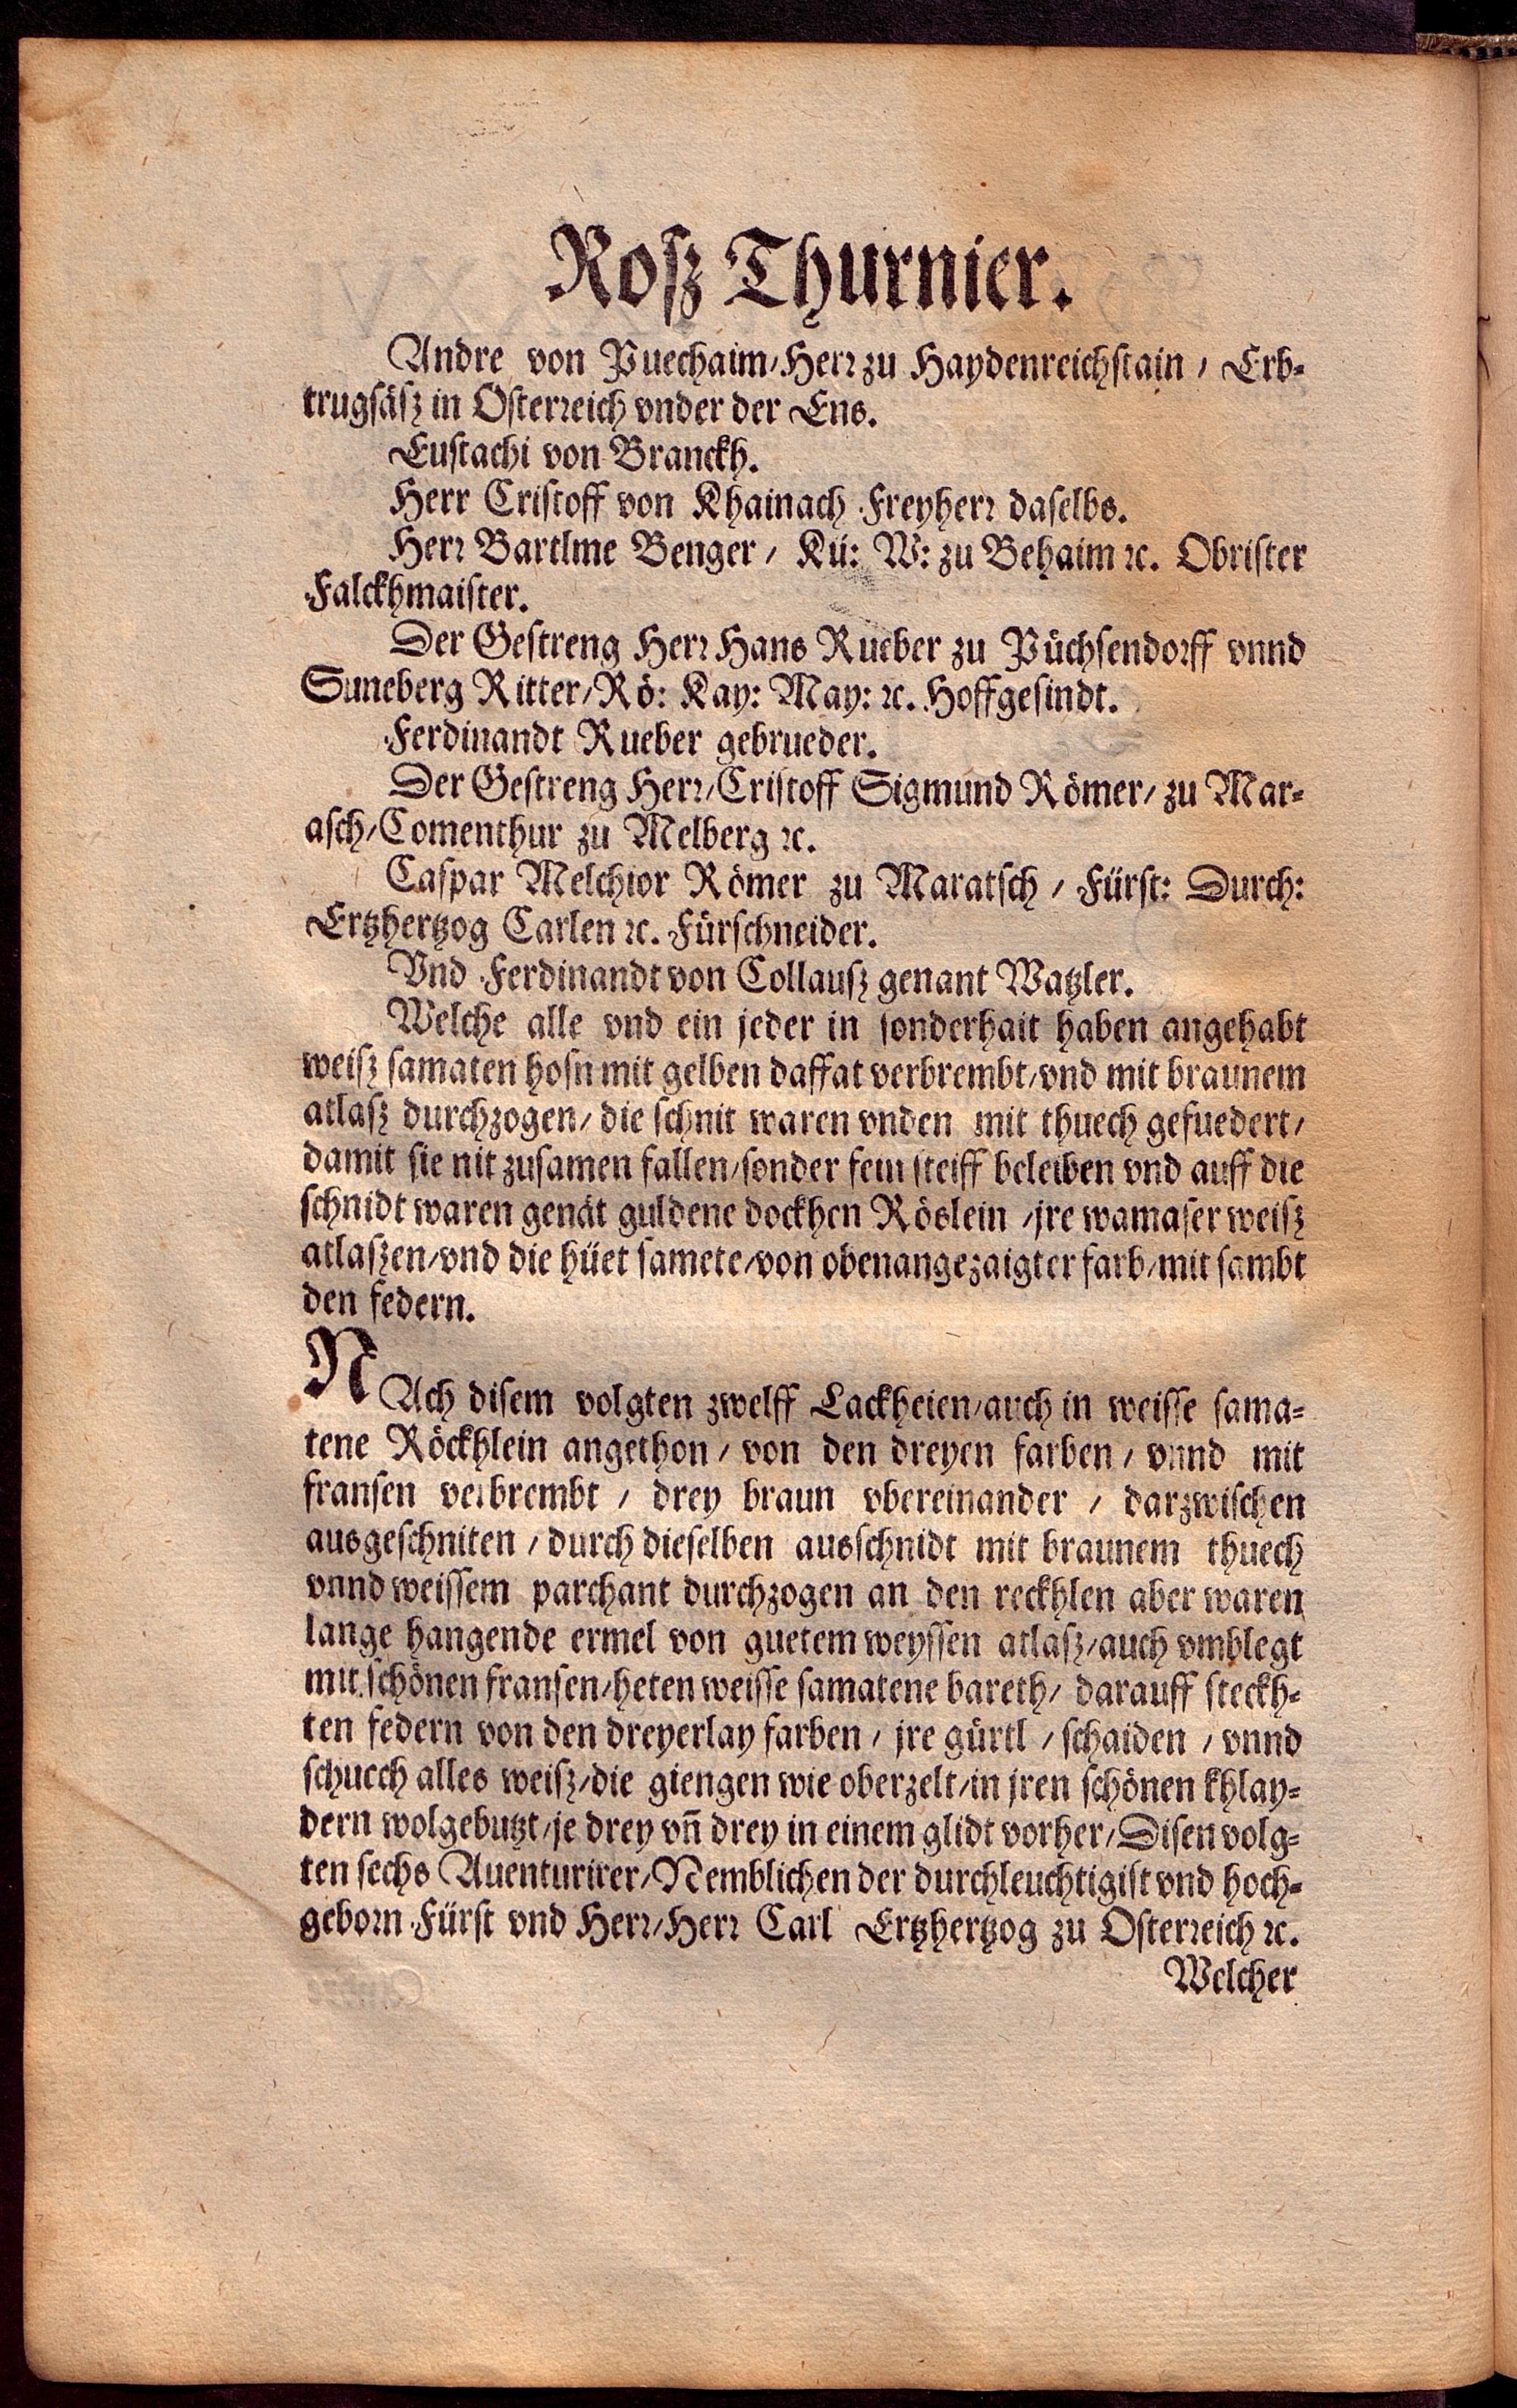 Roſz Thurnier.
Andre von Puechaim/Herr zu Haydenreichſtain / Erb⸗
trugſäſz in Oſterreich vnder der Ens.
Euſtachi von Branckh.
Herr Criſtoff von Khainach Freyherr daſelbs.
Herr Bartlme Benger / Kü: W: zu Behaim ꝛc. Obriſter
Falckhmaiſter.
Der Geſtreng Herr Hans Rueber zu Püchſendorff vnnd
Suneberg Ritter/Rö: Kay: May: ꝛc. Hoffgeſindt.
Ferdinandt Rueber gebrueder.
Der Geſtreng Herr/Criſtoff Sigmund Römer/ zu Mar⸗
aſch/Comenthur zu Melberg ꝛc.
Caſpar Melchior Römer zu Maratſch / Fürſt: Durch:
Ertzhertzog Carlen ꝛc. Fürſchneider.
Vnd Ferdinandt von Collauſz genant Watzler.
Welche alle vnd ein jeder in ſonderhait haben angehabt
weiſz ſamaten hoſn mit gelben daffat verbrembt/vnd mit braunem
atlaſz durchzogen/ die ſchnit waren vnden mit thuech gefuedert/
damit ſie nit zuſamen fallen/ſonder fein ſteiff beleiben vnd auff die
ſchnidt waren genät guldene dockhen Röslein /jre wamaſer weiſz
atlaſzen/vnd die hüet ſamete/von obenangezaigter farb/mit ſambt
den federn.
NAch diſem volgten zwelff Lackheien/auch in weiſſe ſama⸗
tene Röckhlein angethon / von den dreyen farben / vnnd mit
franſen verbrembt / drey braun vbereinander / darzwiſchen
ausgeſchniten / durch dieſelben ausſchnidt mit braunem thuech
vnnd weiſſem parchant durchzogen an den reckhlen aber waren
lange hangende ermel von guetem weyſſen atlaſz/auch vmblegt
mit ſchönen franſen/heten weiſſe ſamatene bareth/ darauff ſteckh⸗
ten federn von den dreyerlay farben / jre gürtl / ſchaiden / vnnd
ſchuech alles weiſz/die giengen wie oberzelt/in jren ſchönen khlay⸗
dern wolgebutzt/je drey vn̄ drey in einem glidt vorher/Diſen volg⸗
ten ſechs Auenturirer/Nemblichen der durchleuchtigiſt vnd hoch⸗
geborn Fürſt vnd Herr/Herr Carl Ertzhertzog zu Oſterreich ꝛc.
Welcher